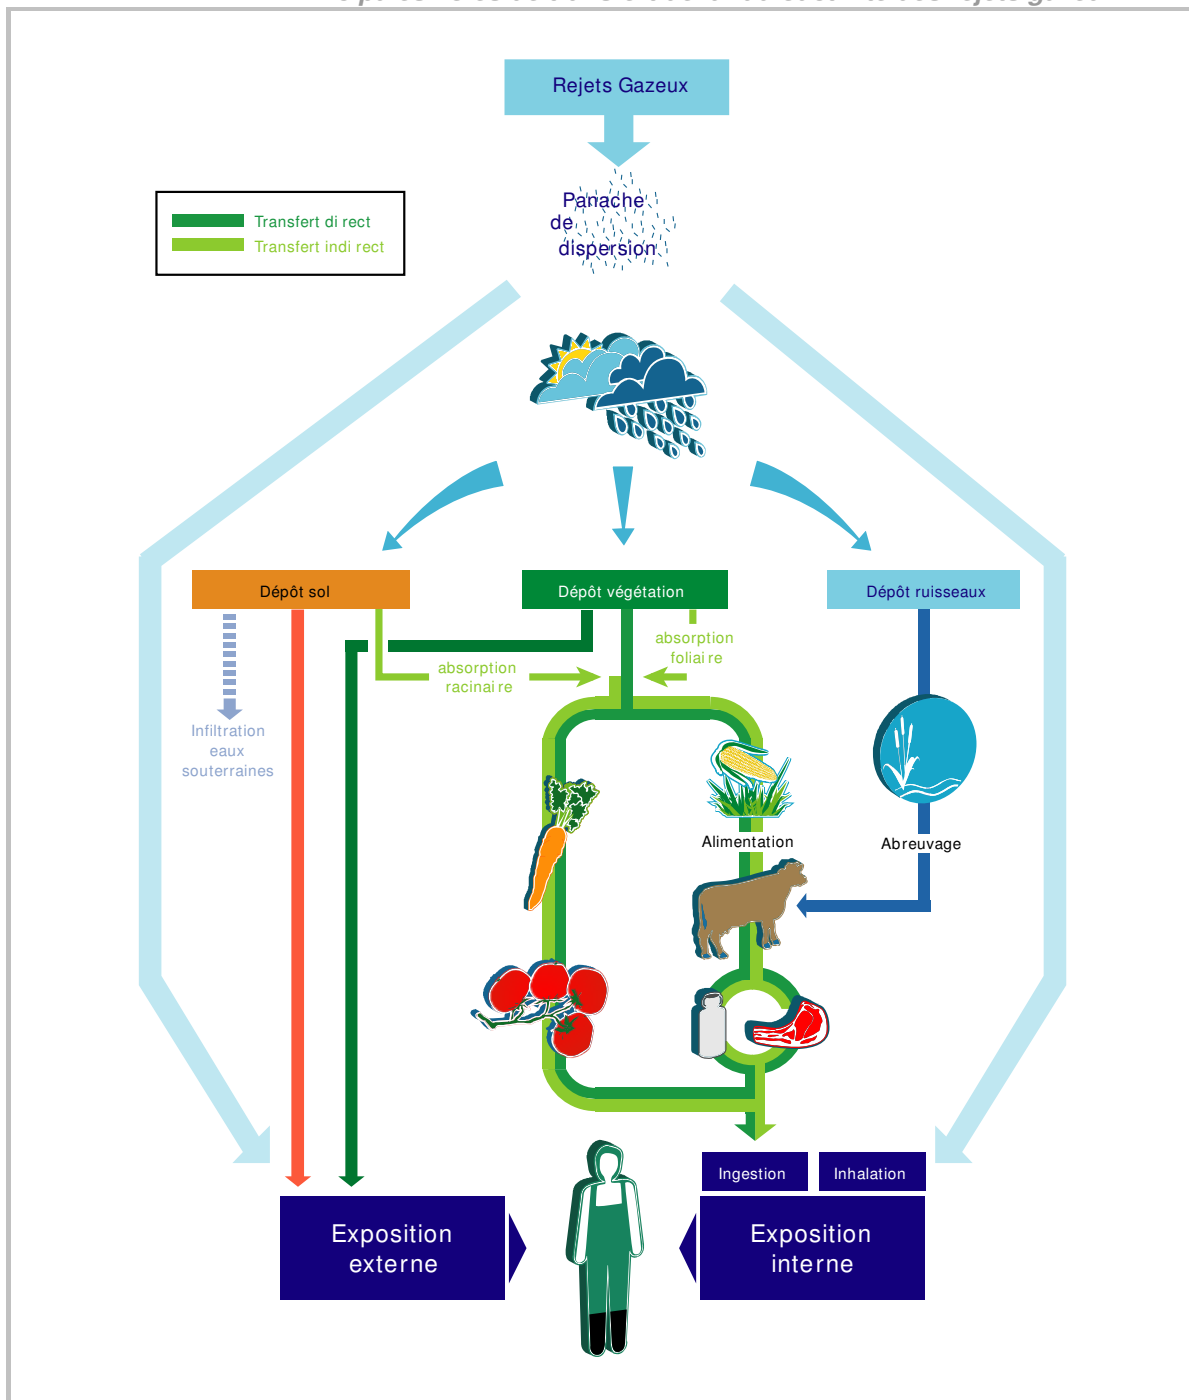 Rejets Gazeux
Panache
de
dispersion
Transfert di rect
Transfert indi rect
Dépôt sol
Dépôt végétation
Dépôt ruisseaux
absorption
foliai re
absorption
racinai re
Infiltration
eaux
souterraines
Alimentation
Abreuvage
Ingestion
Inhalation
Exposition
externe
Exposition
interne